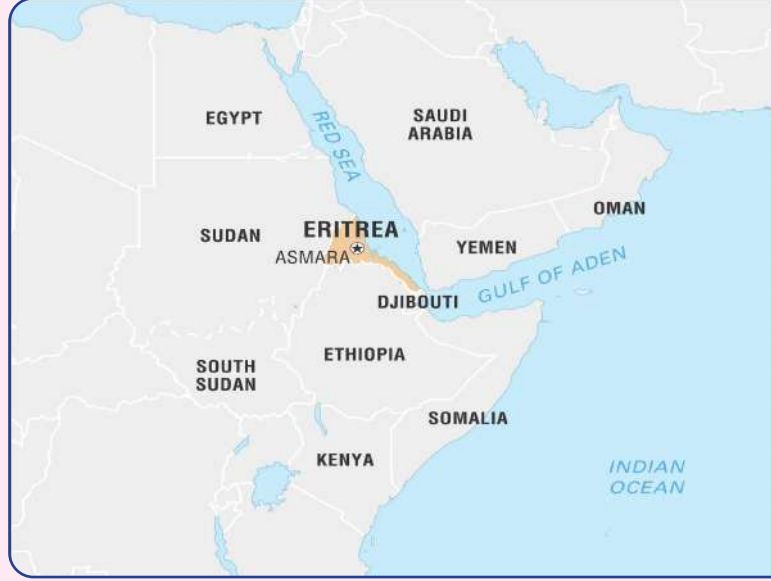 EGYPT
SAUDI
ARABIA
RED SEA
OMAN
ERITREA
SUDAN
ASMARA
YEMEN
GULF OF ADEN
DJIBOUTI
ETHIOPIA
SOUTH
SUDAN
SOMALIA
KENYA
INDIAN
OCEAN